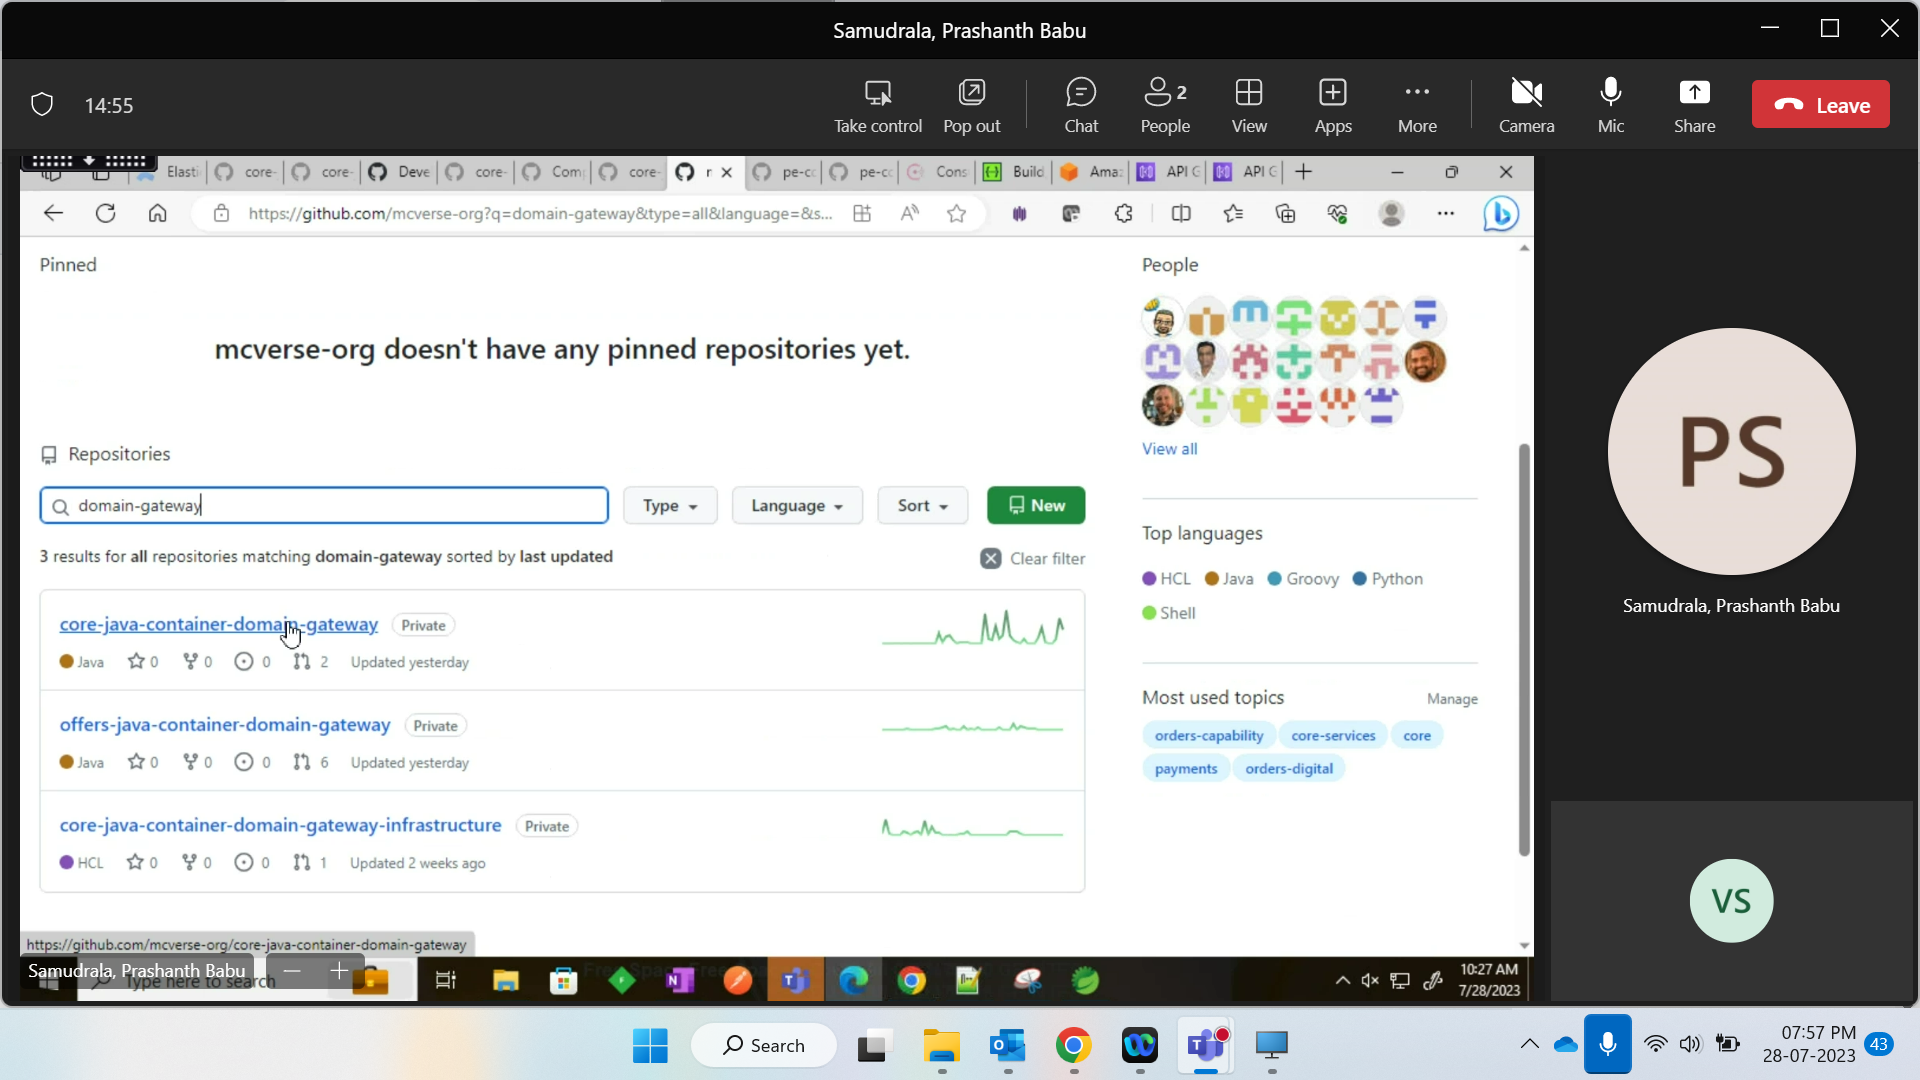 Samudrala, Prashanth Babu
14:55
Take control
Pop out
Chat
2
People
View
Apps
More
Camera
Mic
Share
Leave
Elasti
core-
core-
Deve
core-
Com
core-
r
pe-cc
pe-cc
Cons
Build
Ama:
API G
API G
https://github.com/mcverse-org?q=domain-gateway&type=all&language=&s...
Pinned
mcverse-org doesn't have any pinned repositories yet.
Repositories
domain-gateway
Type
Language
Sort
New
3 results for all repositories matching domain-gateway sorted by last updated
Clear filter
core-java-container-domain-gateway Private
Java 0 0 0 2 Updated yesterday
offers-java-container-domain-gateway Private
Java 0 0 0 6 Updated yesterday
core-java-container-domain-gateway-infrastructure Private
HCL 0 0 0 1 Updated 2 weeks ago
People
View all
Top languages
HCL Java Groovy Python
Shell
Most used topics Manage
orders-capability core-services core
payments orders-digital
https://github.com/mcverse-org/core-java-container-domain-gateway
Samudrala, Prashanth Babu
Type here to search
10:27 AM
7/28/2023
PS
Samudrala, Prashanth Babu
VS
Search
07:57 PM
28-07-2023
43